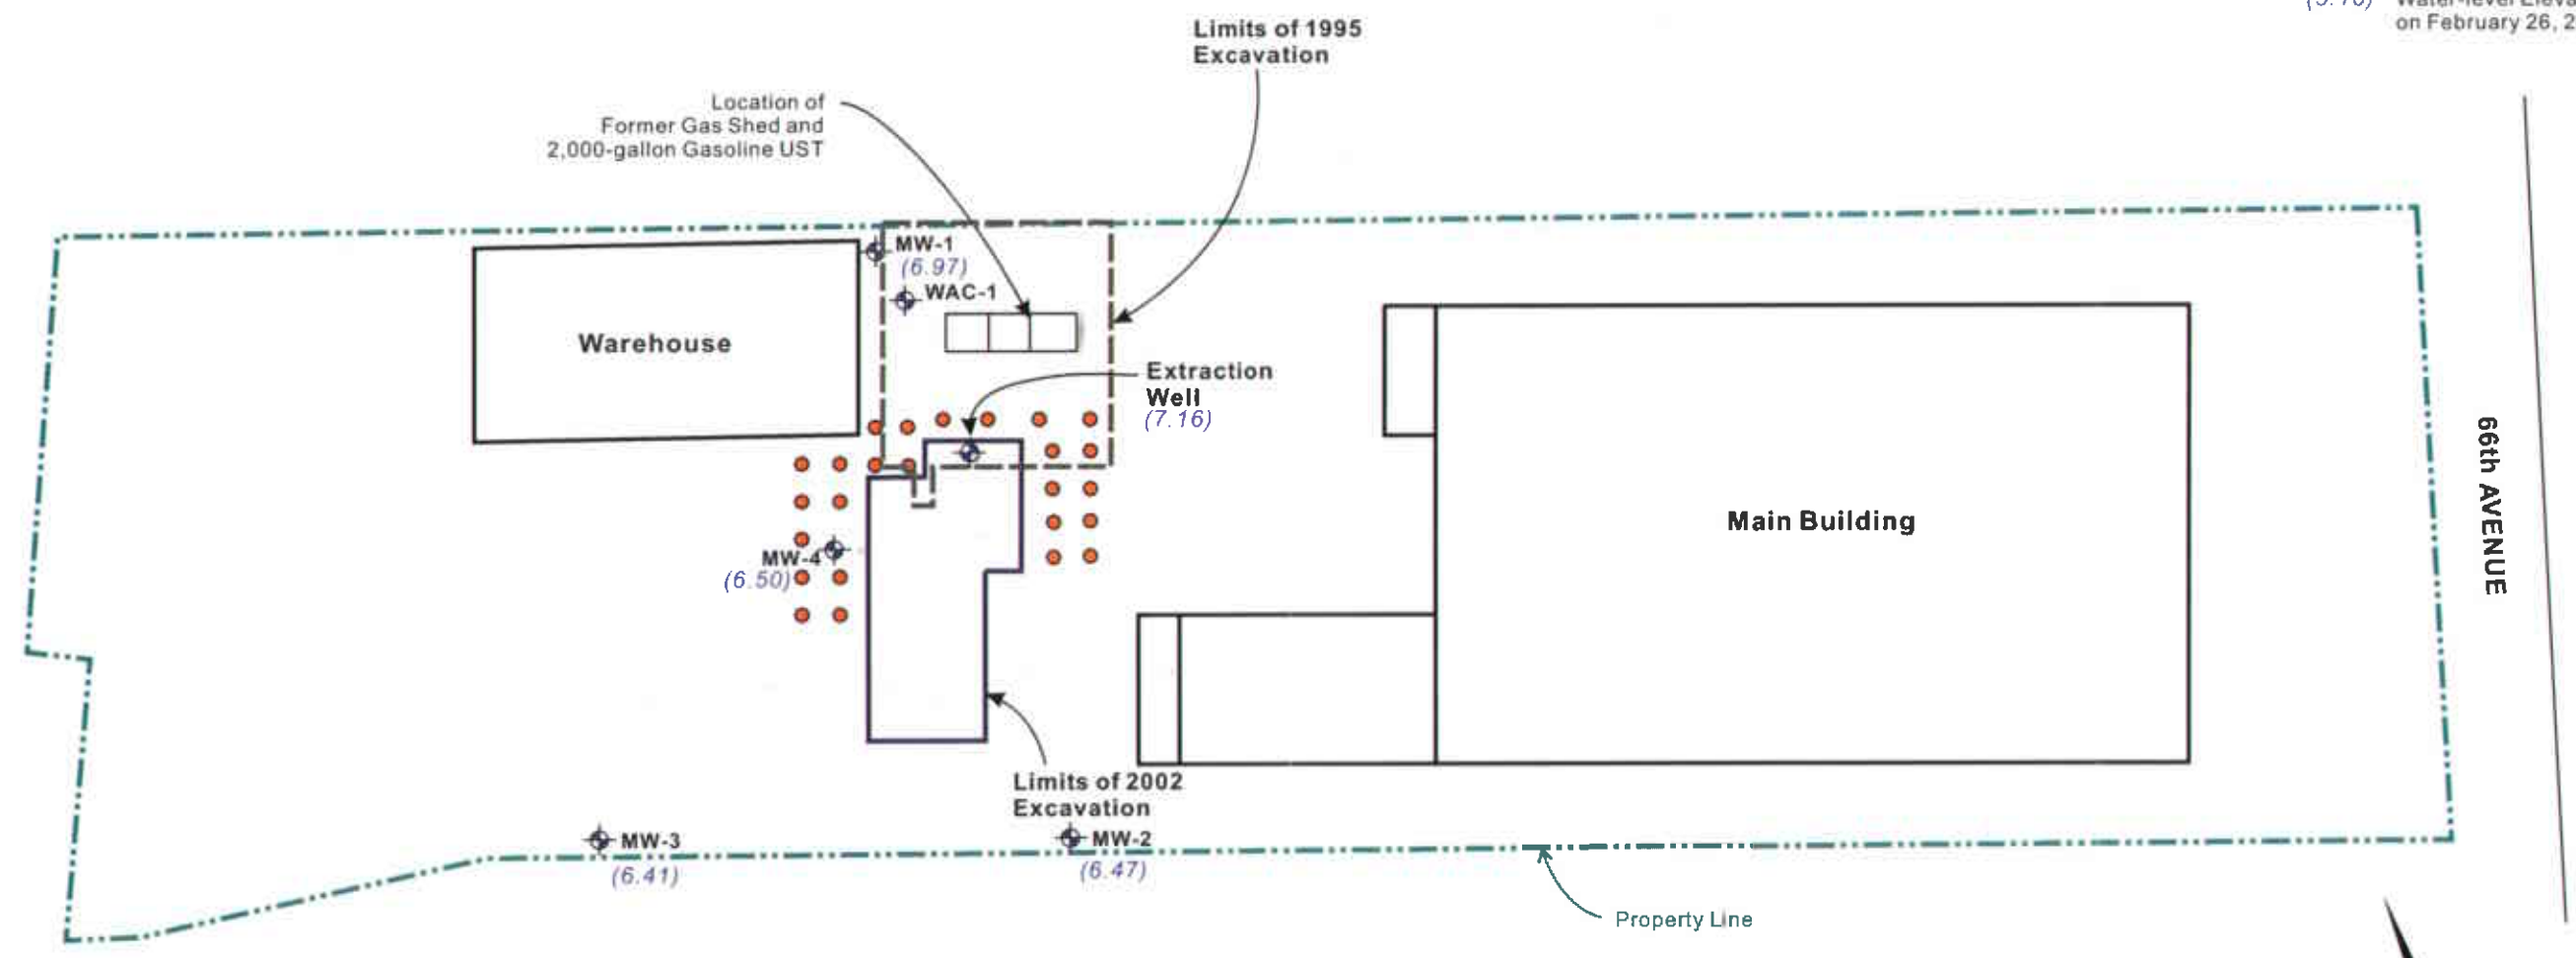 on February 26, 2
Limits of 1995
Excavation
Location of
Former Gas Shed and
2,000-gallon Gasoline UST
MW-1
(6.97)
WAC-1
Warehouse
Extraction
Well
(7.16)
66th AVENUE
Main Building
MW-4
(6.50)
Limits of 2002
Excavation
MW-3
(6.41)
MW-2
(6.47)
Property Line